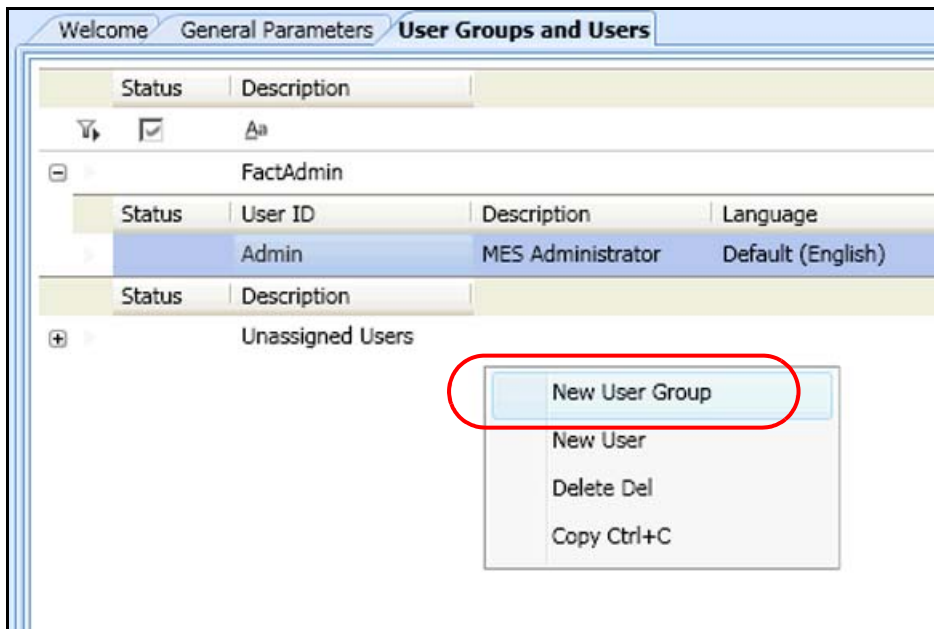 Welcome General Parameters User Groups and Users
Status Description
Aa
FactAdmin
Status User ID Description Language
Admin MES Administrator Default (English)
Status Description
Unassigned Users
New User Group
New User
Delete Del
Copy Ctrl+C